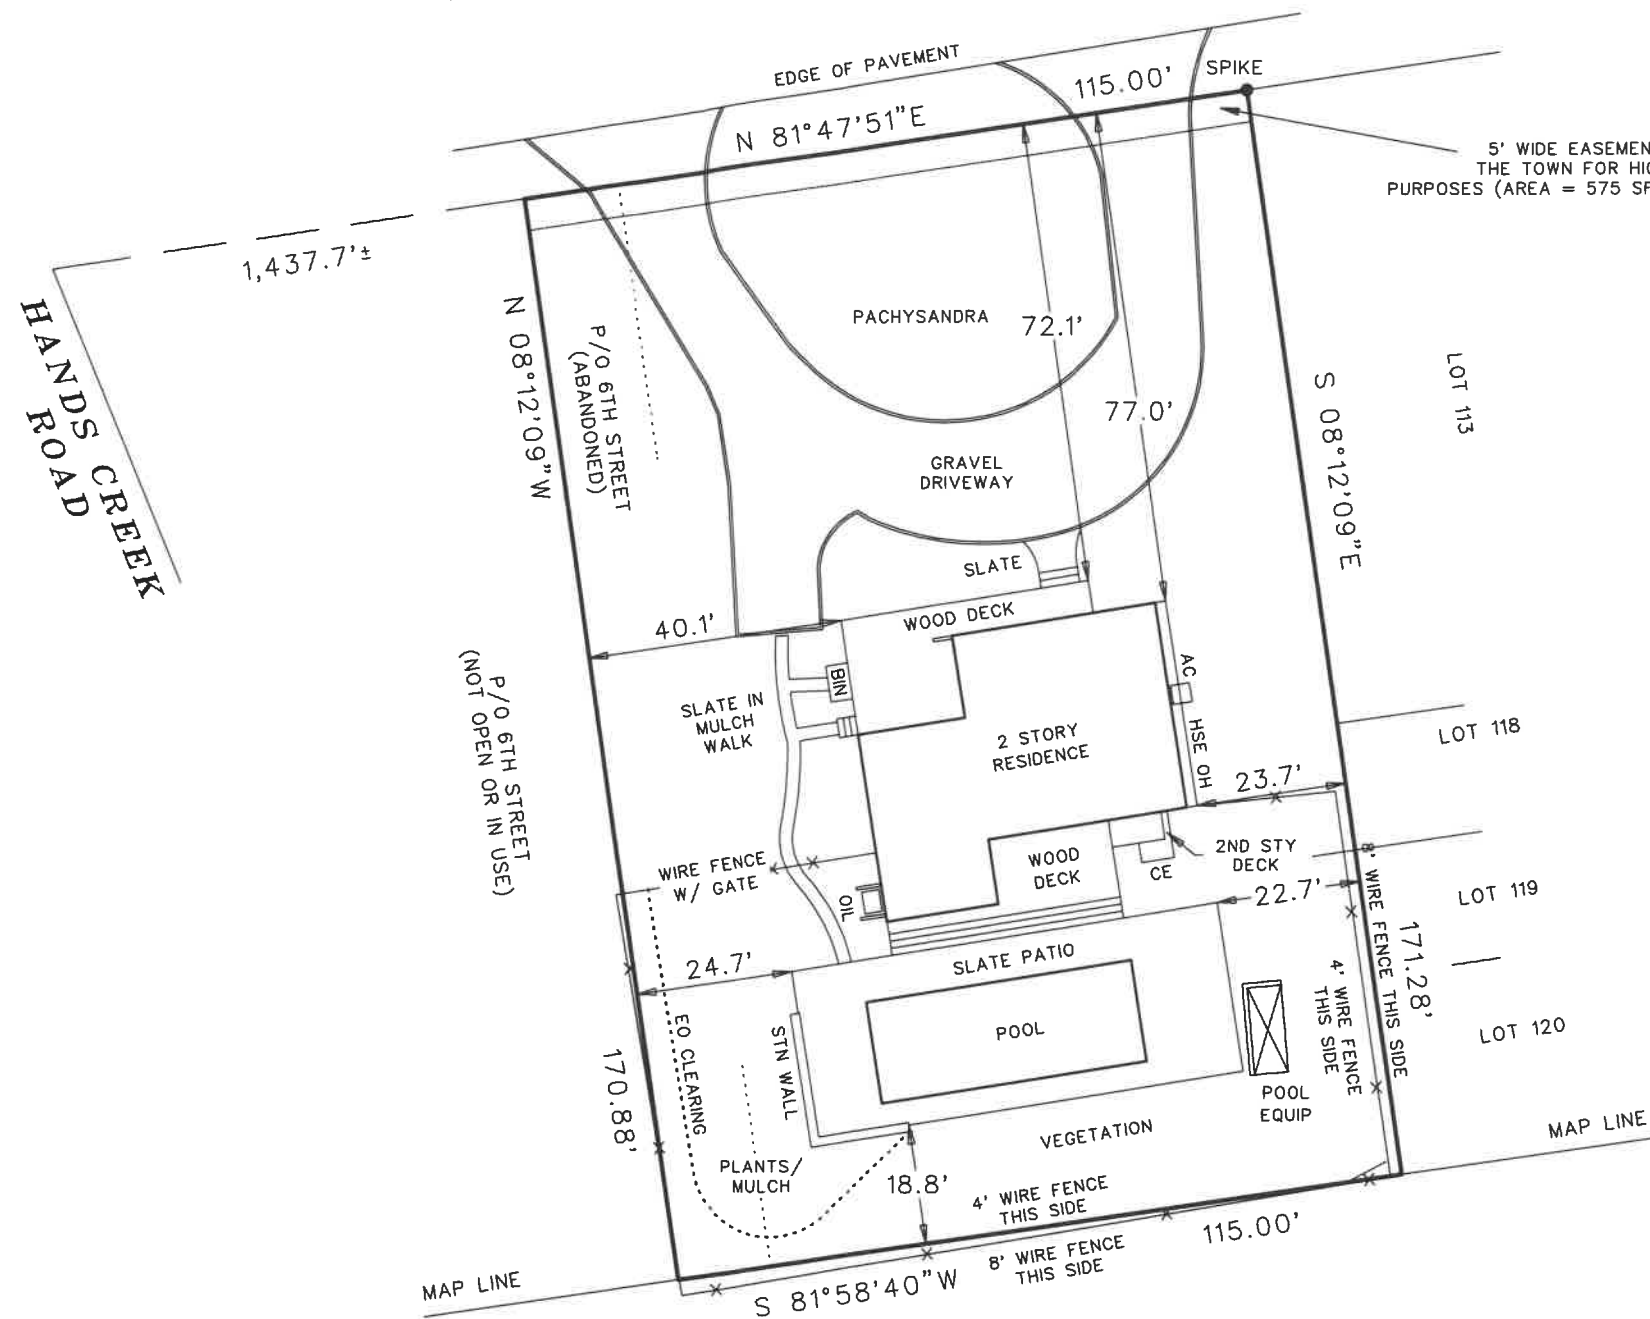 EDGE OF PAVEMENT
115.00'
SPIKE
N 81°47'51"E
5' WIDE
THE TOWN FOR
PURPOSES (AREA = 575
1,437.7'±
HANDS CREEK
ROAD
N 08°12'09"W
P/O 6TH STREET
(ABANDONED)
PACHYSANDRA
72.1'
77.0'
S 08°12'09"E
LOT 113
GRAVEL
DRIVEWAY
SLATE
WOOD DECK
40.1'
BIN
AC
SLATE IN
MULCH
WALK
P/O 6TH STREET
(NOT OPEN OR IN USE)
2 STORY
RESIDENCE
HSE OH
LOT 118
23.7'
WIRE FENCE
W/ GATE
WOOD
DECK
2ND STY
DECK
CE
OIL
22.7'
8' WIRE FENCE THIS SIDE
LOT 119
171.28'
24.7'
SLATE PATIO
4' WIRE FENCE
THIS SIDE
POOL
LOT 120
EO CLEARING
STN WALL
170.88'
POOL
EQUIP
VEGETATION
MAP LINE
PLANTS/
MULCH
18.8'
4' WIRE FENCE
THIS SIDE
115.00'
8' WIRE FENCE
THIS SIDE
MAP LINE
S 81°58'40"W